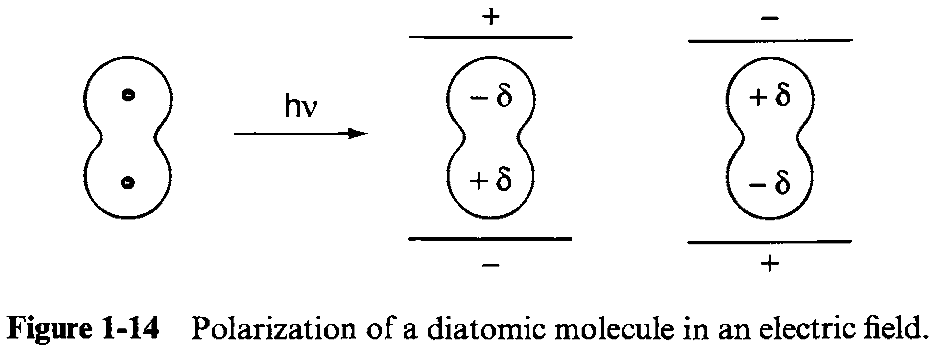 + −
hν − δ + δ
+ δ − δ
− +
Figure 1-14 Polarization of a diatomic molecule in an electric field.